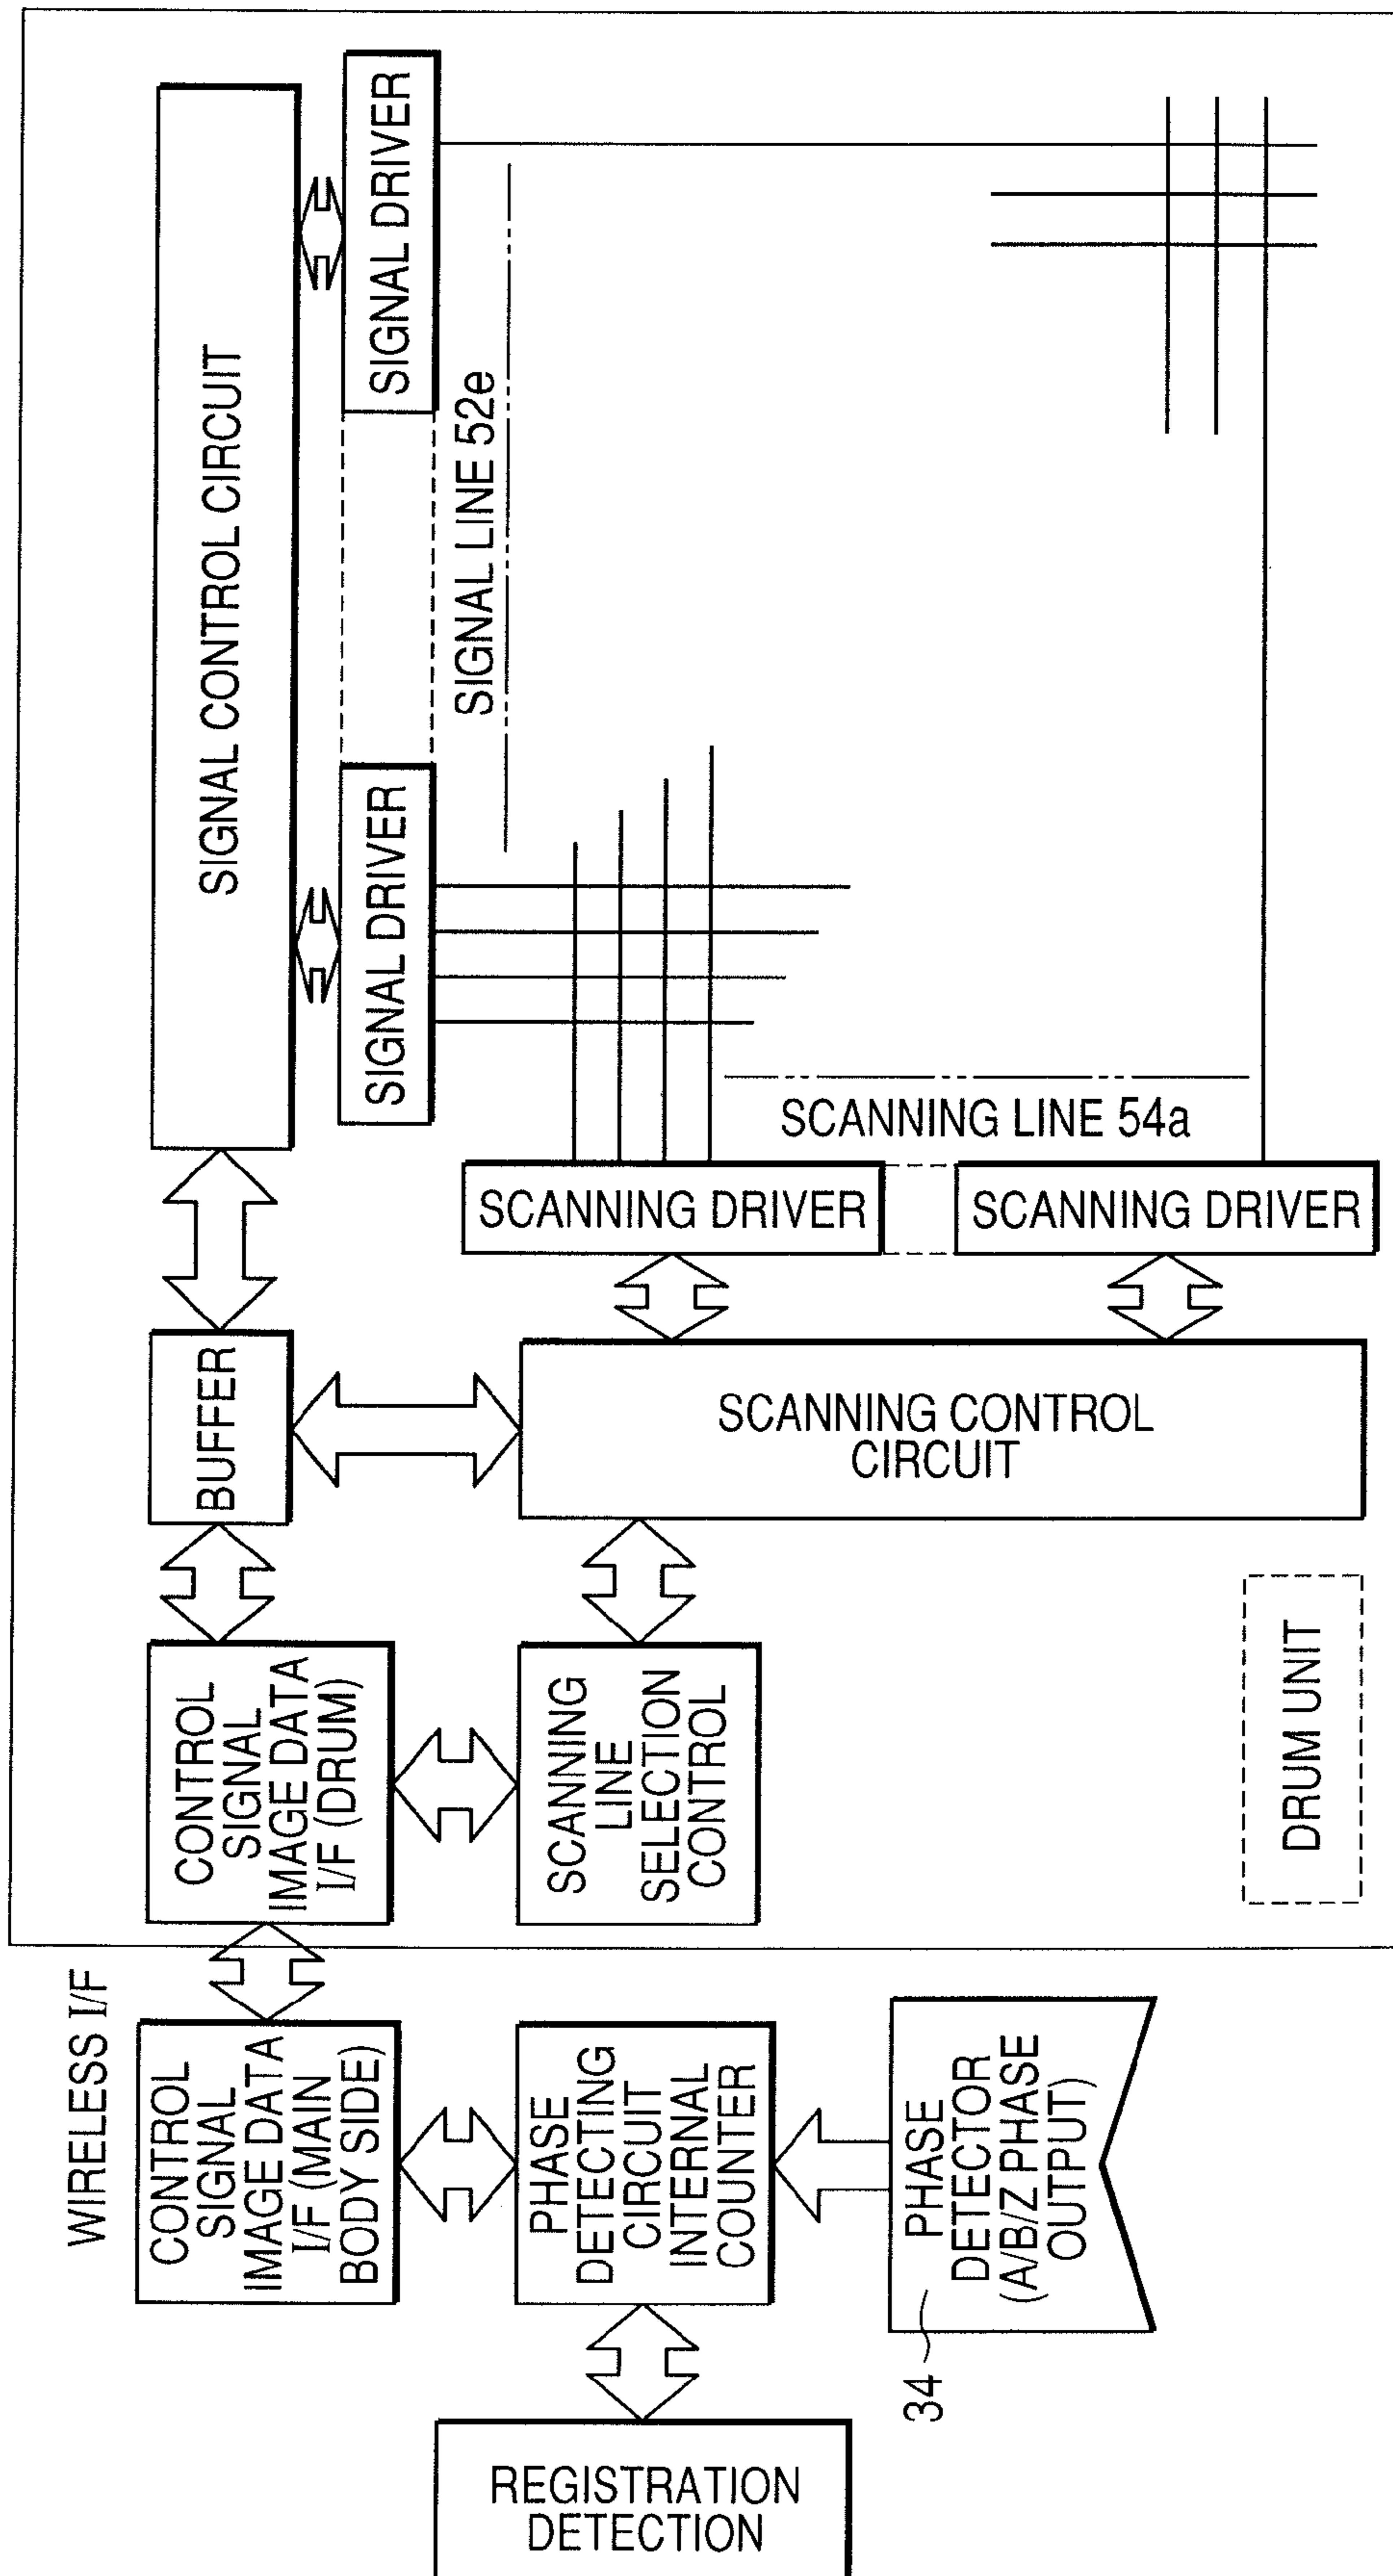 SIGNAL CONTROL CIRCUIT
SIGNAL DRIVER
SIGNAL DRIVER
SIGNAL LINE 52e
SCANNING LINE 54a
SCANNING DRIVER
SCANNING DRIVER
BUFFER
SCANNING CONTROL
CIRCUIT
CONTROL
SIGNAL
IMAGE DATA
I/F (DRUM)
SCANNING
LINE
SELECTION
CONTROL
DRUM UNIT
WIRELESS I/F
CONTROL
SIGNAL
IMAGE DATA
I/F (MAIN
BODY SIDE)
PHASE
DETECTING
CIRCUIT
INTERNAL
COUNTER
PHASE
DETECTOR
(A/B/Z PHASE
OUTPUT)
34
REGISTRATION
DETECTION